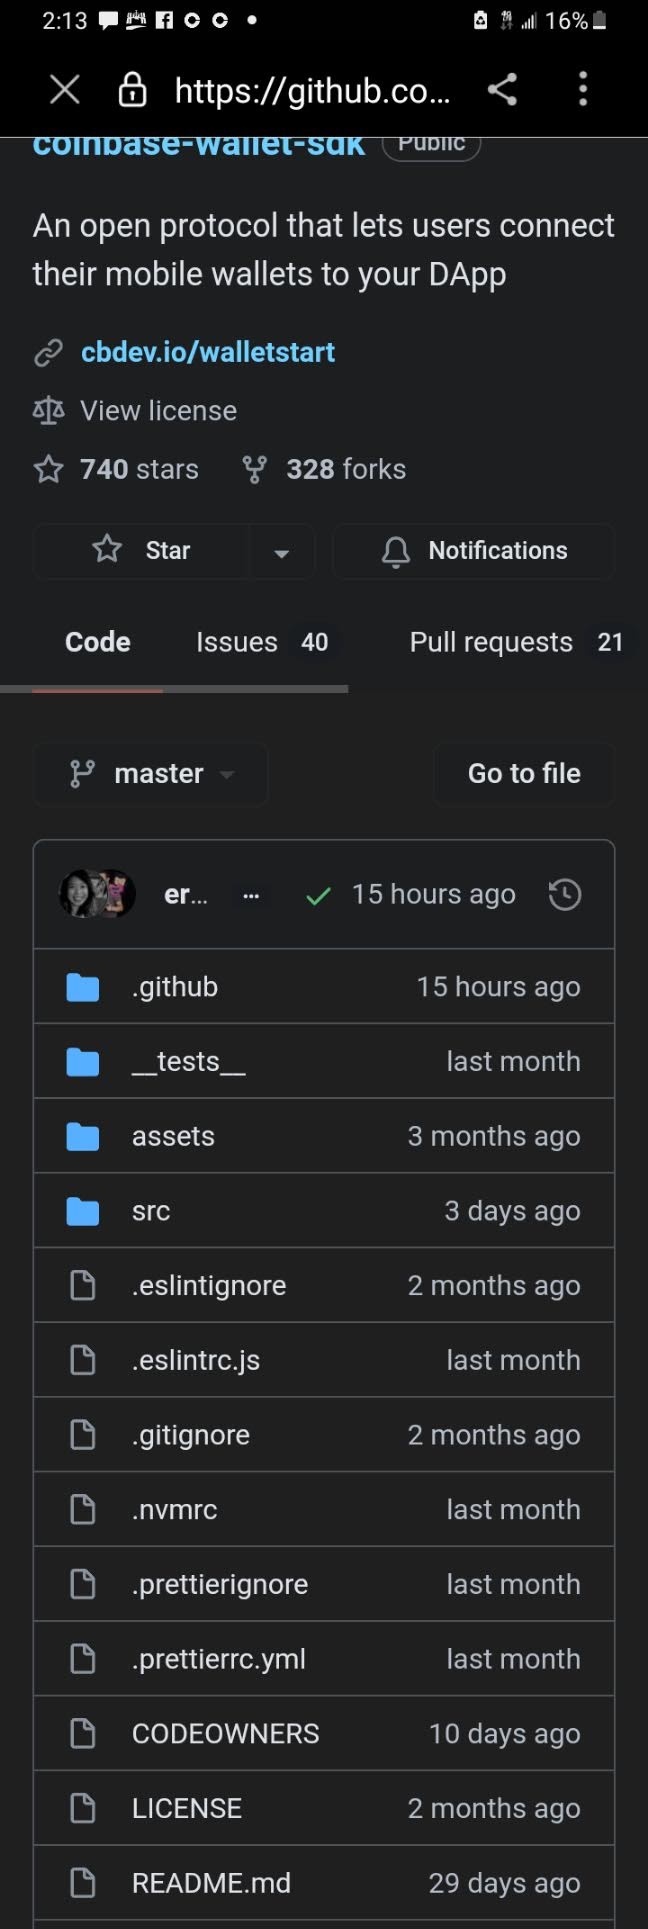 2:13
16%
https://github.co...
coinbase-wallet-sdk Public
An open protocol that lets users connect
their mobile wallets to your DApp
cbdev.io/walletstart
View license
740 stars 328 forks
Star Notifications
Code Issues 40 Pull requests 21
master Go to file
er... ... 15 hours ago
.github 15 hours ago
__tests__ last month
assets 3 months ago
src 3 days ago
.eslintignore 2 months ago
.eslintrc.js last month
.gitignore 2 months ago
.nvmrc last month
.prettierignore last month
.prettierrc.yml last month
CODEOWNERS 10 days ago
LICENSE 2 months ago
README.md 29 days ago